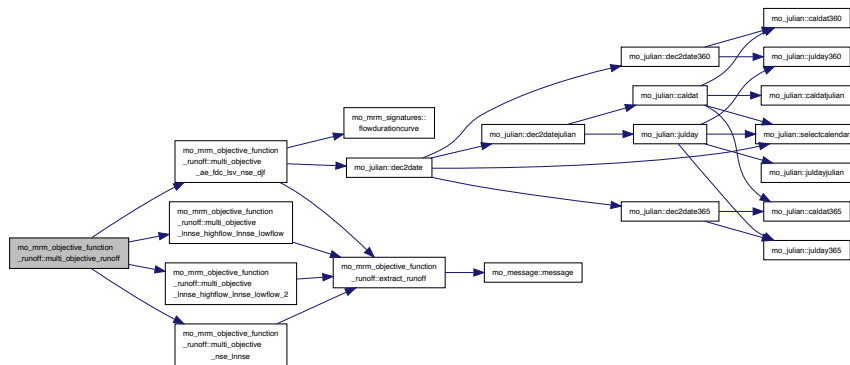 mo_mrm_objective_function
_runoff::multi_objective_runoff
mo_mrm_objective_function
_runoff::multi_objective
_ae_fdc_lsv_nse_djf
mo_mrm_objective_function
_runoff::multi_objective
_lnnse_highflow_lnnse_lowflow
mo_mrm_objective_function
_runoff::multi_objective
_lnnse_highflow_lnnse_lowflow_2
mo_mrm_objective_function
_runoff::multi_objective
_nse_lnnse
mo_mrm_signatures::
flowdurationcurve
mo_julian::dec2date
mo_mrm_objective_function
_runoff::extract_runoff
mo_message::message
mo_julian::dec2date360
mo_julian::dec2datejulian
mo_julian::dec2date365
mo_julian::caldat
mo_julian::julday
mo_julian::caldat360
mo_julian::julday360
mo_julian::caldatjulian
mo_julian::selectcalendar
mo_julian::juldayjulian
mo_julian::caldat365
mo_julian::julday365